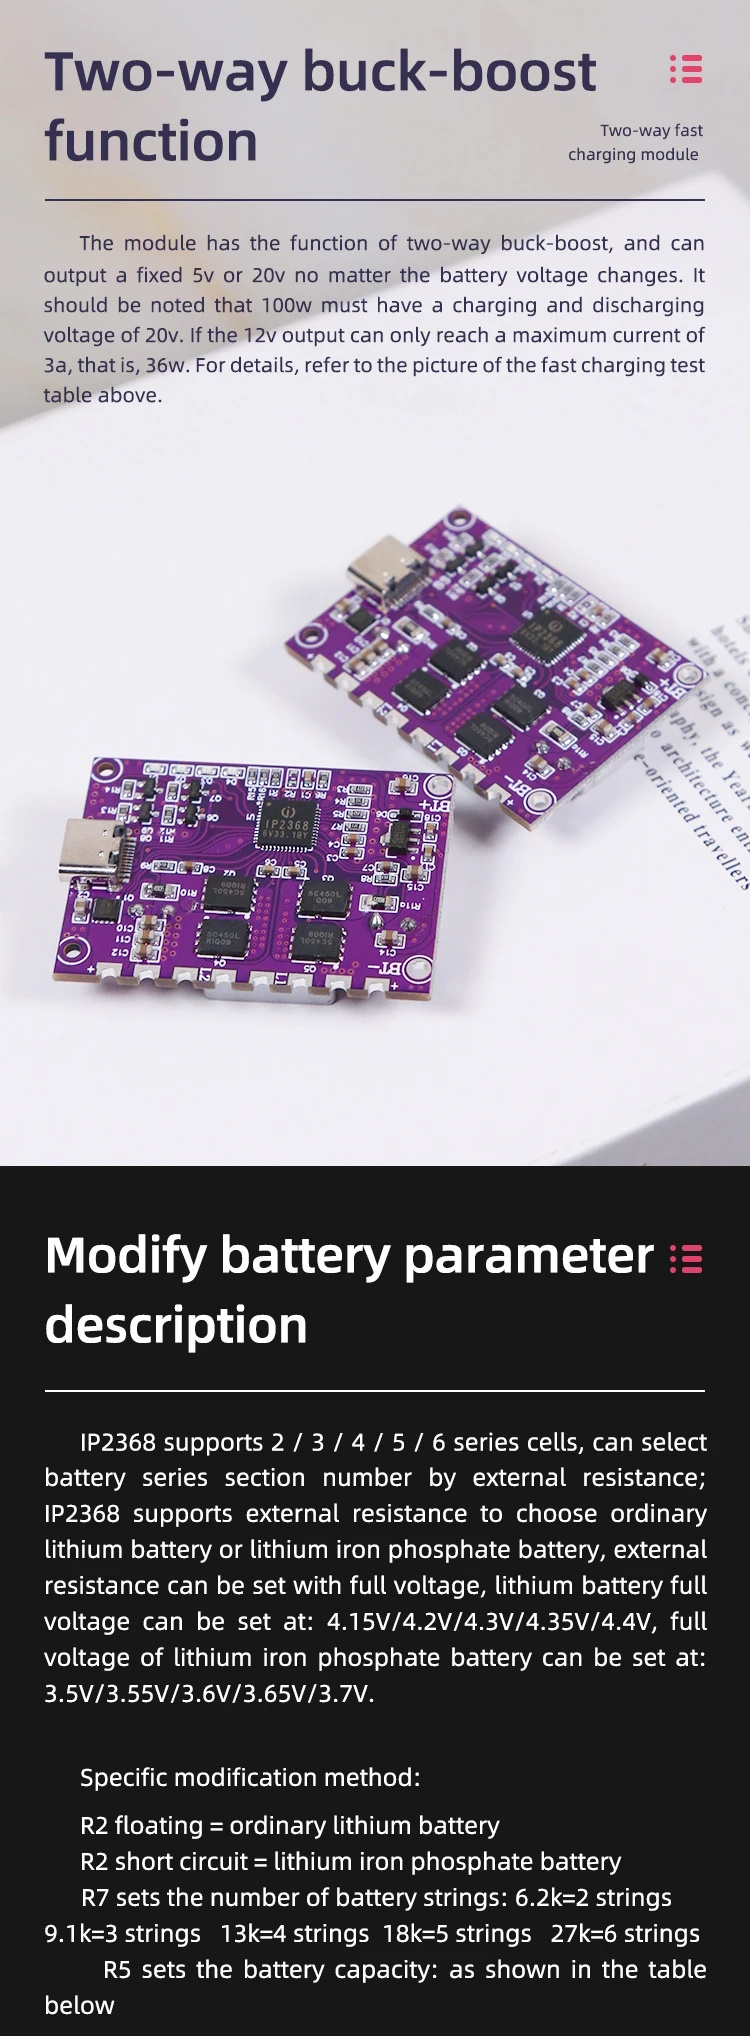 Two-way buck-boost
function
Two-way fast
charging module
The module has the function of two-way buck-boost, and can
output a fixed 5v or 20v no matter the battery voltage changes. It
should be noted that 100w must have a charging and discharging
voltage of 20v. If the 12v output can only reach a maximum current of
3a, that is, 36w. For details, refer to the picture of the fast charging test
table above.
IP2368
BT+
BT-
IP2368
6V33.18Y
BT+
BT-
Modify battery parameter
description
IP2368 supports 2 / 3 / 4 / 5 / 6 series cells, can select
battery series section number by external resistance;
IP2368 supports external resistance to choose ordinary
lithium battery or lithium iron phosphate battery, external
resistance can be set with full voltage, lithium battery full
voltage can be set at: 4.15V/4.2V/4.3V/4.35V/4.4V, full
voltage of lithium iron phosphate battery can be set at:
3.5V/3.55V/3.6V/3.65V/3.7V.
Specific modification method:
R2 floating = ordinary lithium battery
R2 short circuit = lithium iron phosphate battery
R7 sets the number of battery strings: 6.2k=2 strings
9.1k=3 strings 13k=4 strings 18k=5 strings 27k=6 strings
R5 sets the battery capacity: as shown in the table
below